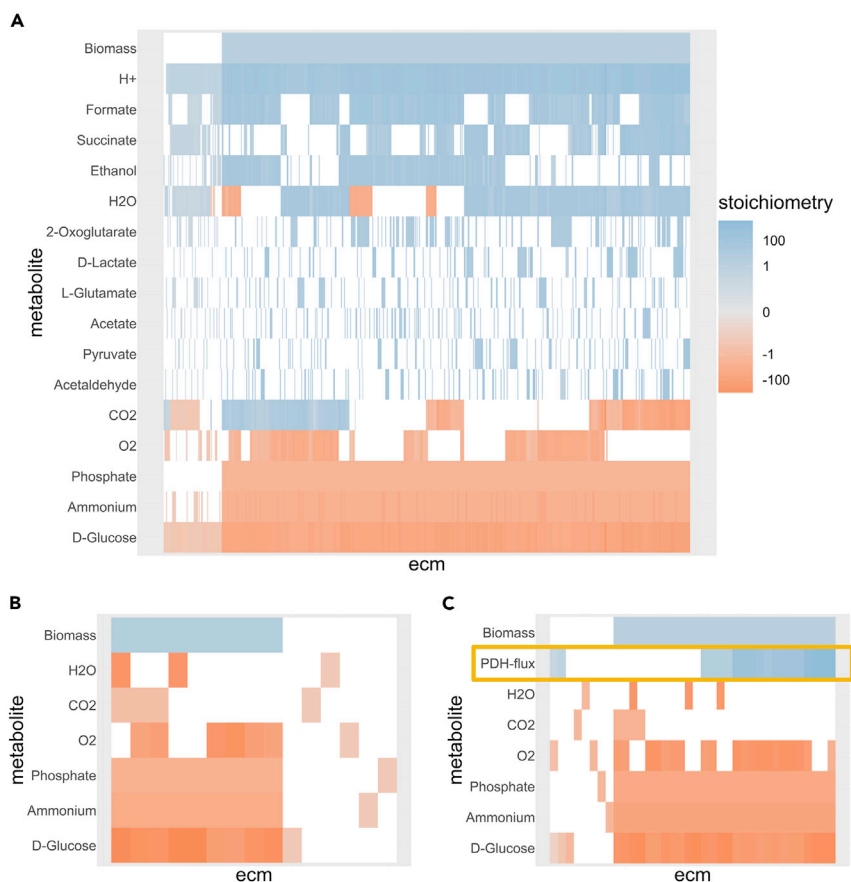 A
Biomass
H+
Formate
Succinate
Ethanol
H2O
2-Oxoglutarate
D-Lactate
L-Glutamate
Acetate
Pyruvate
Acetaldehyde
CO2
O2
Phosphate
Ammonium
D-Glucose
metabolite
ecm
stoichiometry
100
1
0
-1
-100
B
Biomass
H2O
CO2
O2
Phosphate
Ammonium
D-Glucose
metabolite
ecm
C
Biomass
PDH-flux
H2O
CO2
O2
Phosphate
Ammonium
D-Glucose
metabolite
ecm